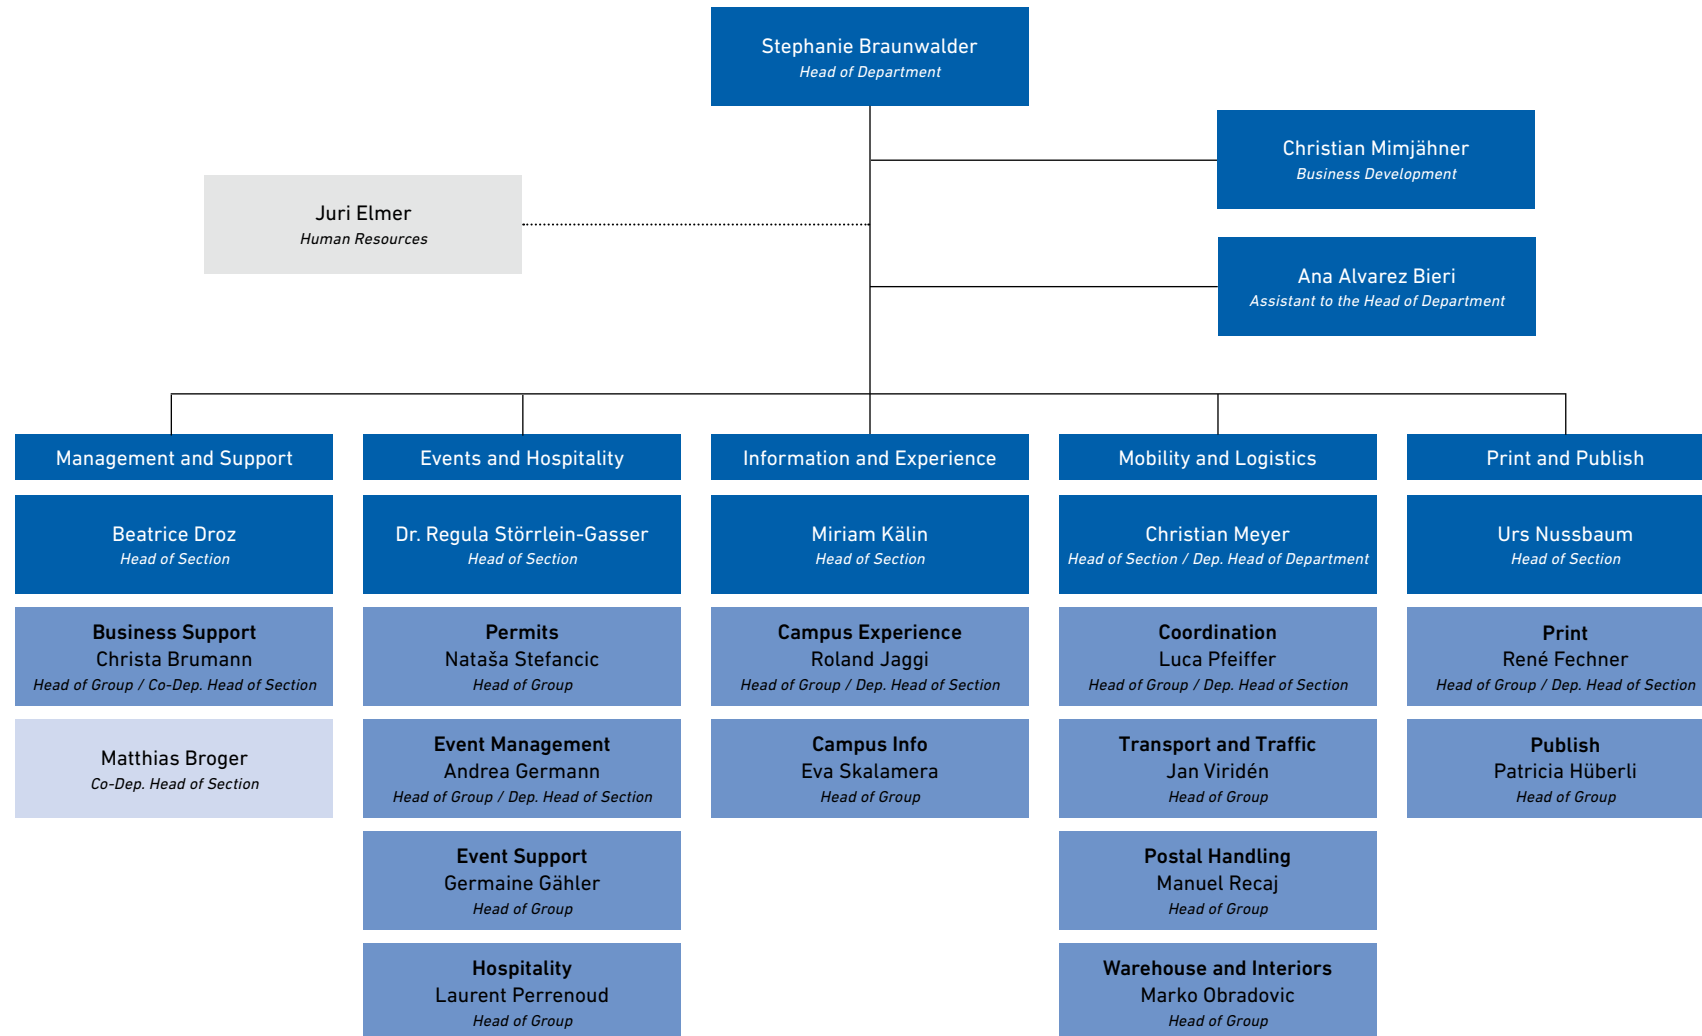 Stephanie Braunwalder
Head of Department
Christian Mimjähner
Business Development
Juri Elmer
Human Resources
Ana Alvarez Bieri
Assistant to the Head of Department
Management and Support
Beatrice Droz
Head of Section
Business Support
Christa Brumann
Head of Group / Co-Dep. Head of Section
Matthias Broger
Co-Dep. Head of Section
Events and Hospitality
Dr. Regula Störrlein-Gasser
Head of Section
Permits
Nataša Stefancic
Head of Group
Event Management
Andrea Germann
Head of Group / Dep. Head of Section
Event Support
Germaine Gähler
Head of Group
Hospitality
Laurent Perrenoud
Head of Group
Information and Experience
Miriam Kälin
Head of Section
Campus Experience
Roland Jaggi
Head of Group / Dep. Head of Section
Campus Info
Eva Skalamera
Head of Group
Mobility and Logistics
Christian Meyer
Head of Section / Dep. Head of Department
Coordination
Luca Pfeiffer
Head of Group / Dep. Head of Section
Transport and Traffic
Jan Viridén
Head of Group
Postal Handling
Manuel Recaj
Head of Group
Warehouse and Interiors
Marko Obradovic
Head of Group
Print and Publish
Urs Nussbaum
Head of Section
Print
René Fechner
Head of Group / Dep. Head of Section
Publish
Patricia Hüberli
Head of Group